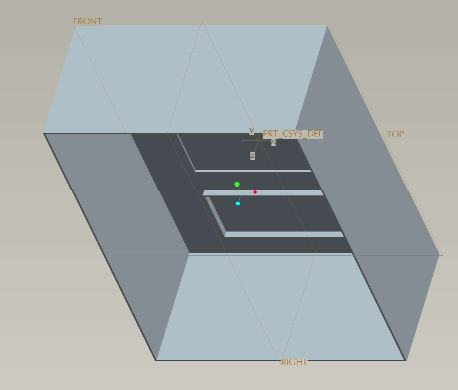 FRONT
Y
PRT_CSYS_DEF
TOP
X
Z
RIGHT